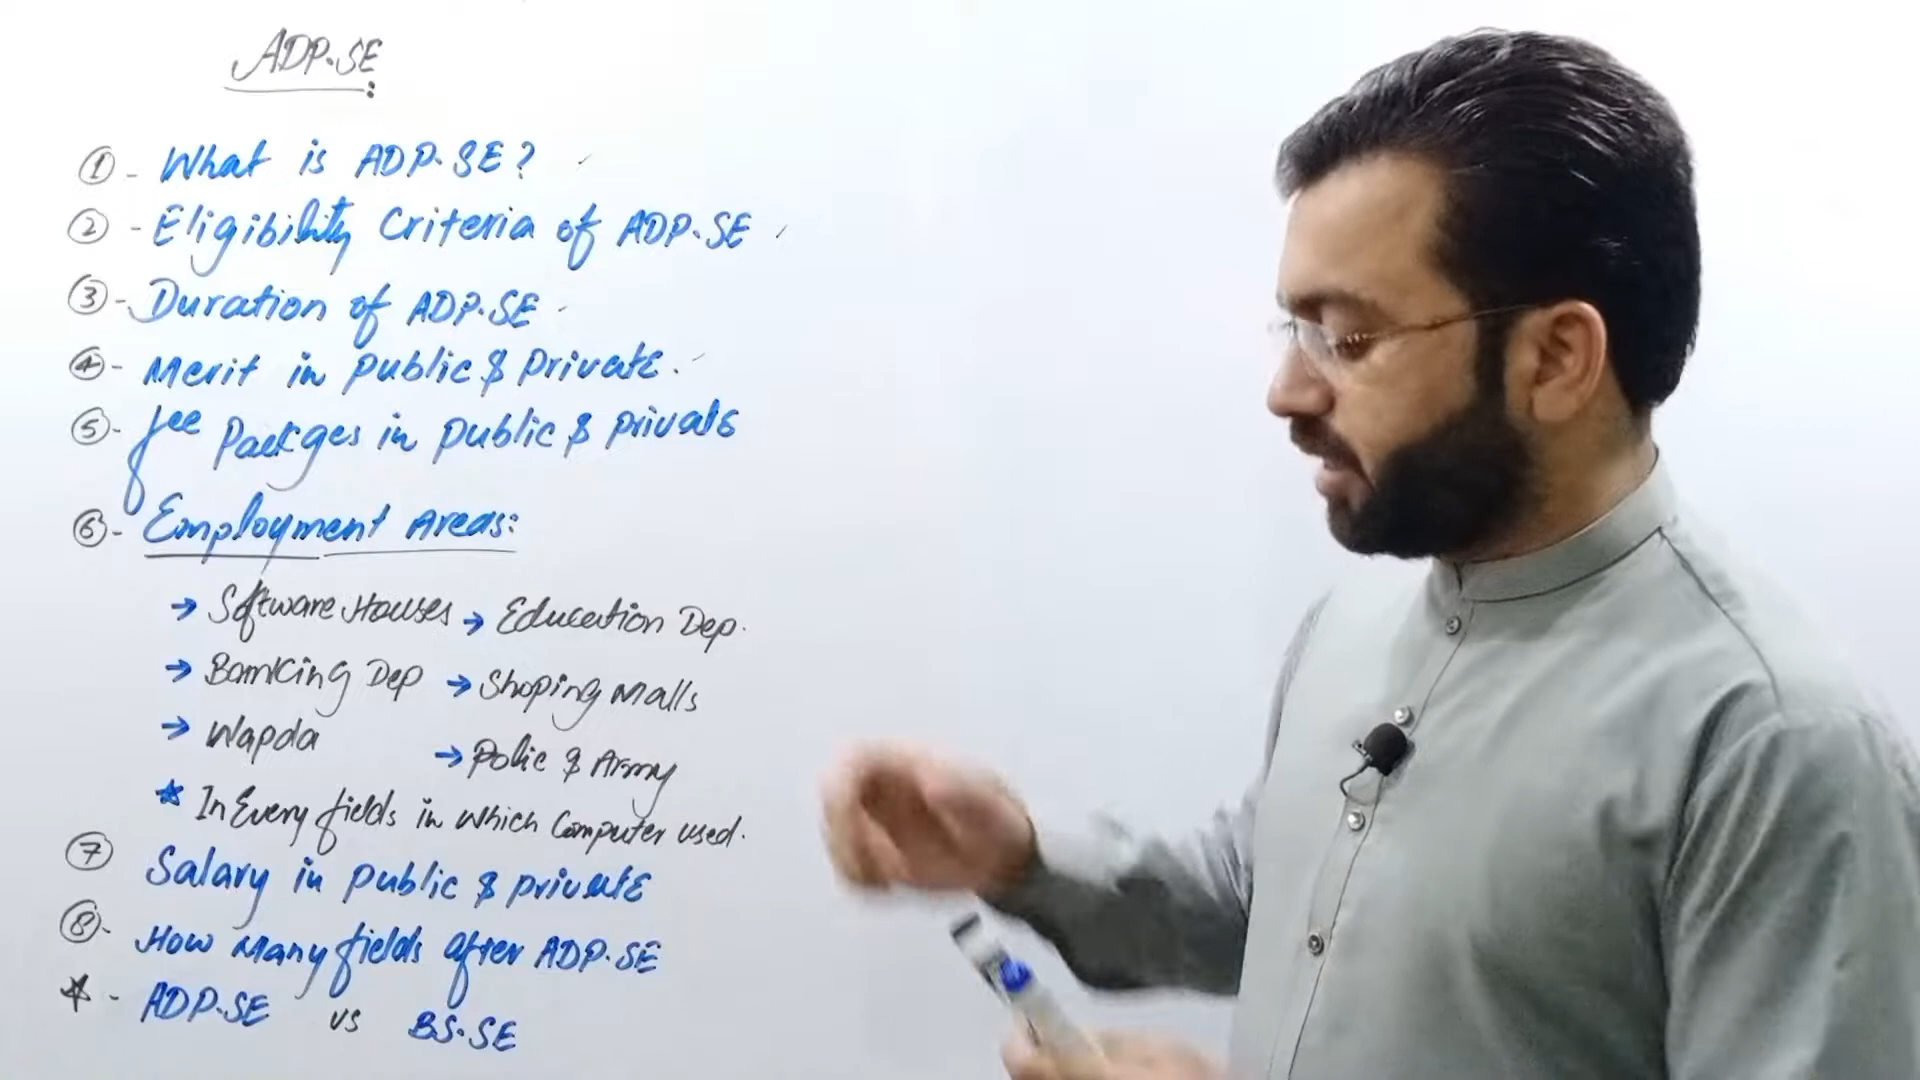 ADP.SE
① - What is ADP.SE?
② - Eligibility Criteria of ADP.SE
③ - Duration of ADP.SE
④ - Merit in public & private.
⑤ - fee Packges in public & private
⑥ - Employment Areas:
→ Software Houses → Education Dep.
→ Banking Dep → Shoping Malls
→ Wapda → Polic & Army
★ In Every fields in which Computer used.
⑦ Salary in public & private
⑧ - How Many fields after ADP.SE
★ - ADP.SE vs BS.SE